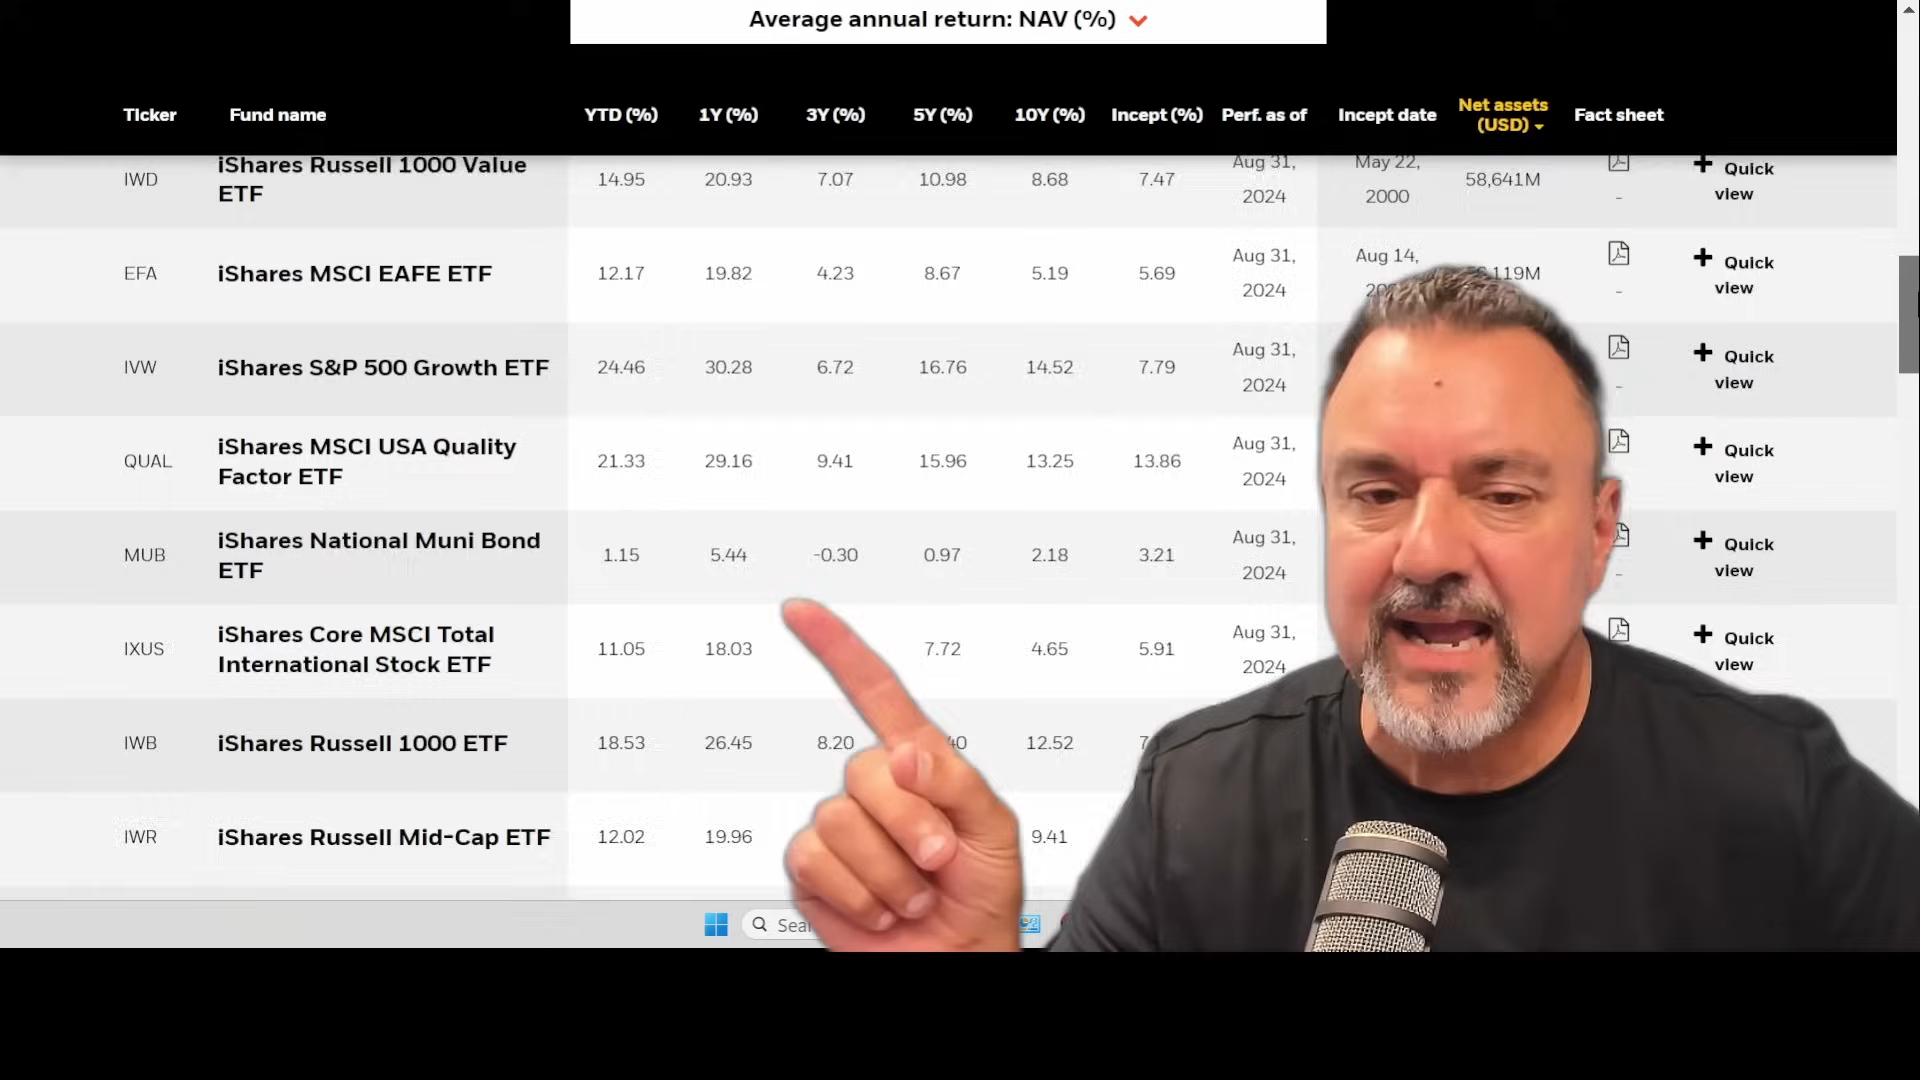 Average annual return: NAV (%)
Ticker Fund name YTD (%) 1Y (%) 3Y (%) 5Y (%) 10Y (%) Incept (%) Perf. as of Incept date Net assets (USD) Fact sheet
IWD iShares Russell 1000 Value ETF 14.95 20.93 7.07 10.98 8.68 7.47 Aug 31, 2024 May 22, 2000 58,641M - + Quick view
EFA iShares MSCI EAFE ETF 12.17 19.82 4.23 8.67 5.19 5.69 Aug 31, 2024 Aug 14, - + Quick view
IVW iShares S&P 500 Growth ETF 24.46 30.28 6.72 16.76 14.52 7.79 Aug 31, 2024 - + Quick view
QUAL iShares MSCI USA Quality Factor ETF 21.33 29.16 9.41 15.96 13.25 13.86 Aug 31, 2024 + Quick view
MUB iShares National Muni Bond ETF 1.15 5.44 -0.30 0.97 2.18 3.21 Aug 31, 2024 - + Quick view
IXUS iShares Core MSCI Total International Stock ETF 11.05 18.03 7.72 4.65 5.91 Aug 31, 2024 + Quick view
IWB iShares Russell 1000 ETF 18.53 26.45 8.20 12.52
IWR iShares Russell Mid-Cap ETF 12.02 19.96 9.41